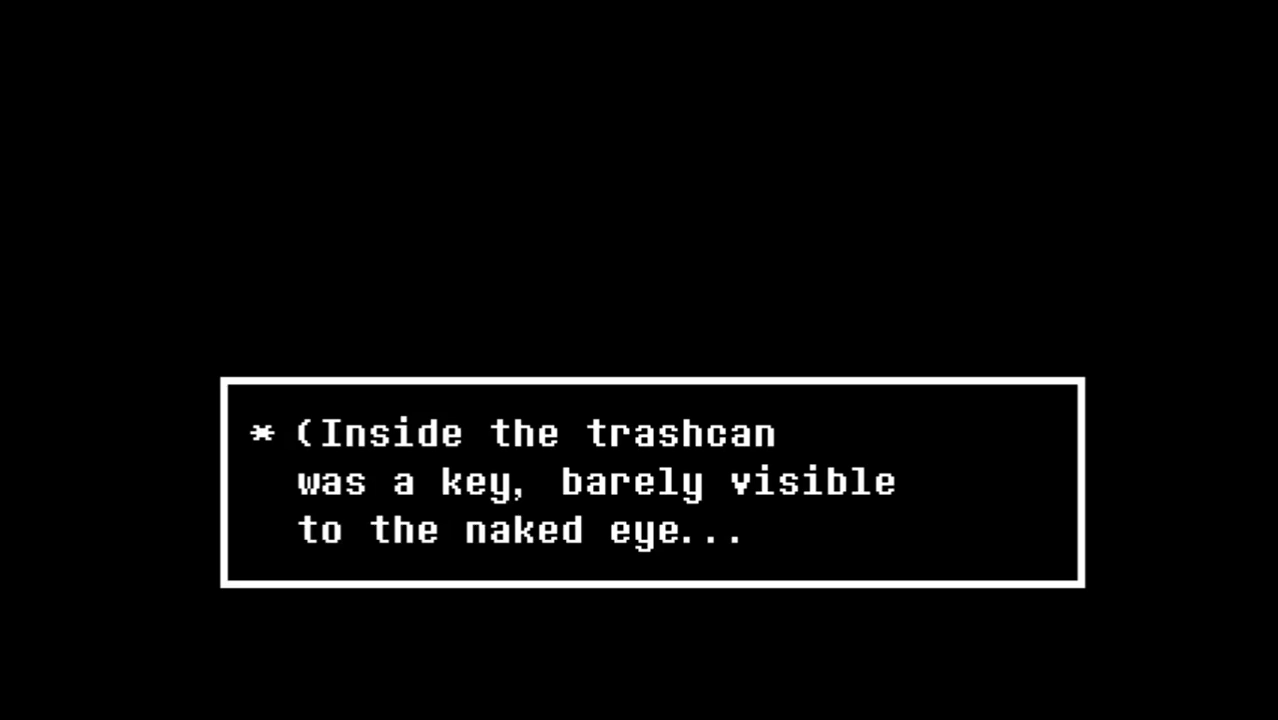 * (Inside the trashcan
was a key, barely visible
to the naked eye...